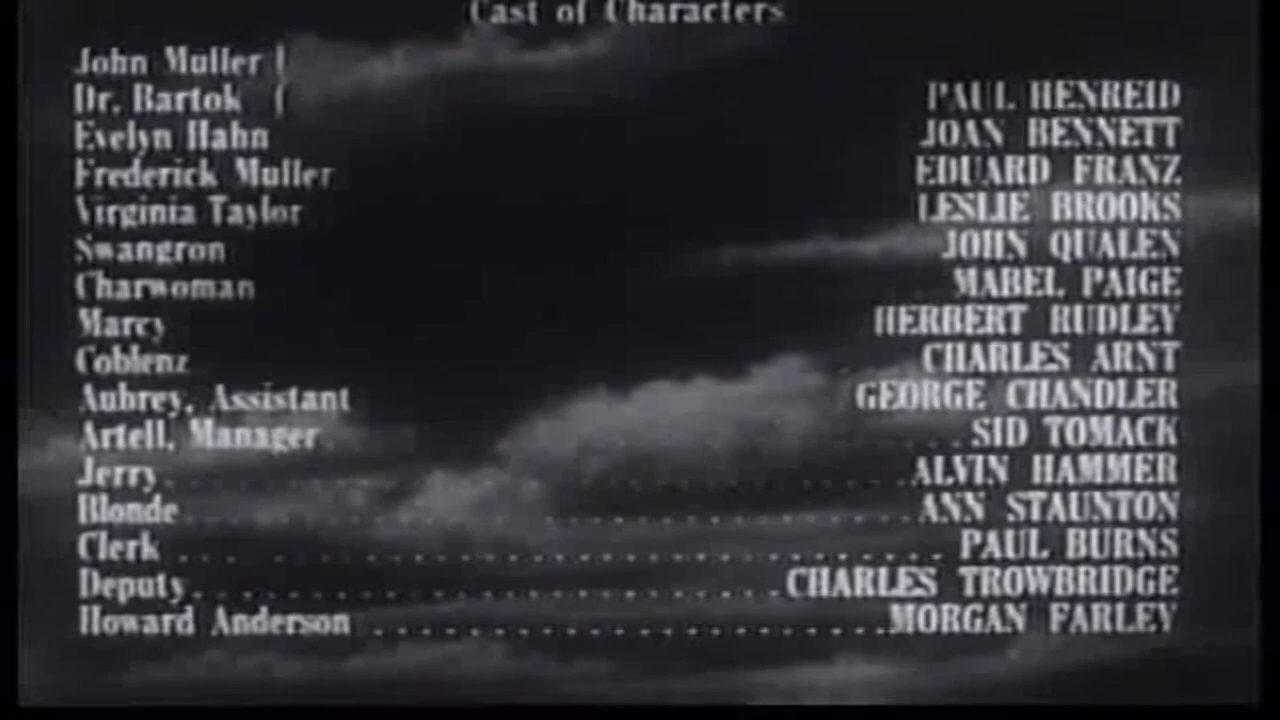 Cast of Characters
John Muller }
Dr. Bartok } PAUL HENREID
Evelyn Hahn JOAN BENNETT
Frederick Muller EDUARD FRANZ
Virginia Taylor LESLIE BROOKS
Swangron JOHN QUALEN
Charwoman MABEL PAIGE
Marcy HERBERT RUDLEY
Coblenz CHARLES ARNT
Aubrey, Assistant GEORGE CHANDLER
Artell, Manager SID TOMACK
Jerry ALVIN HAMMER
Blonde ANN STAUNTON
Clerk PAUL BURNS
Deputy CHARLES TROWBRIDGE
Howard Anderson MORGAN FARLEY